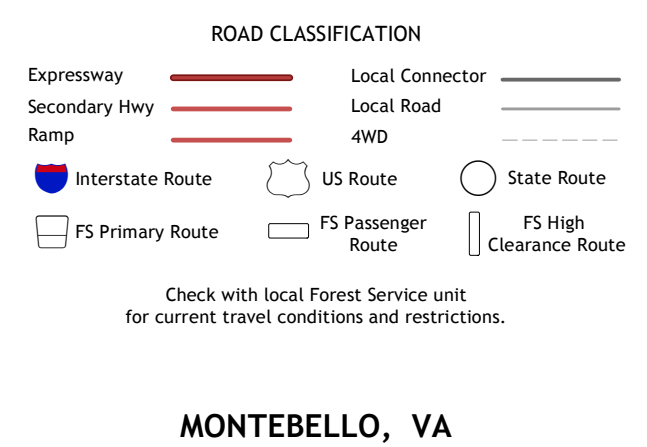 ROAD CLASSIFICATION
Expressway
Local Connector
Secondary Hwy
Local Road
Ramp
4WD
Interstate Route
US Route
State Route
FS Primary Route
FS Passenger
Route
FS High
Clearance Route
Check with local Forest Service unit
for current travel conditions and restrictions.
MONTEBELLO, VA